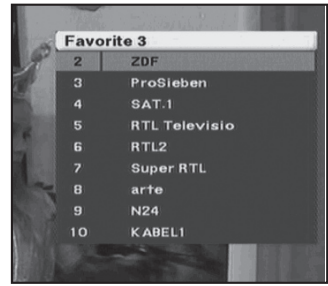 Favorite 3
2 ZDF
3 ProSieben
4 SAT.1
5 RTL Televisio
6 RTL2
7 Super RTL
8 arte
9 N24
10 KABEL1